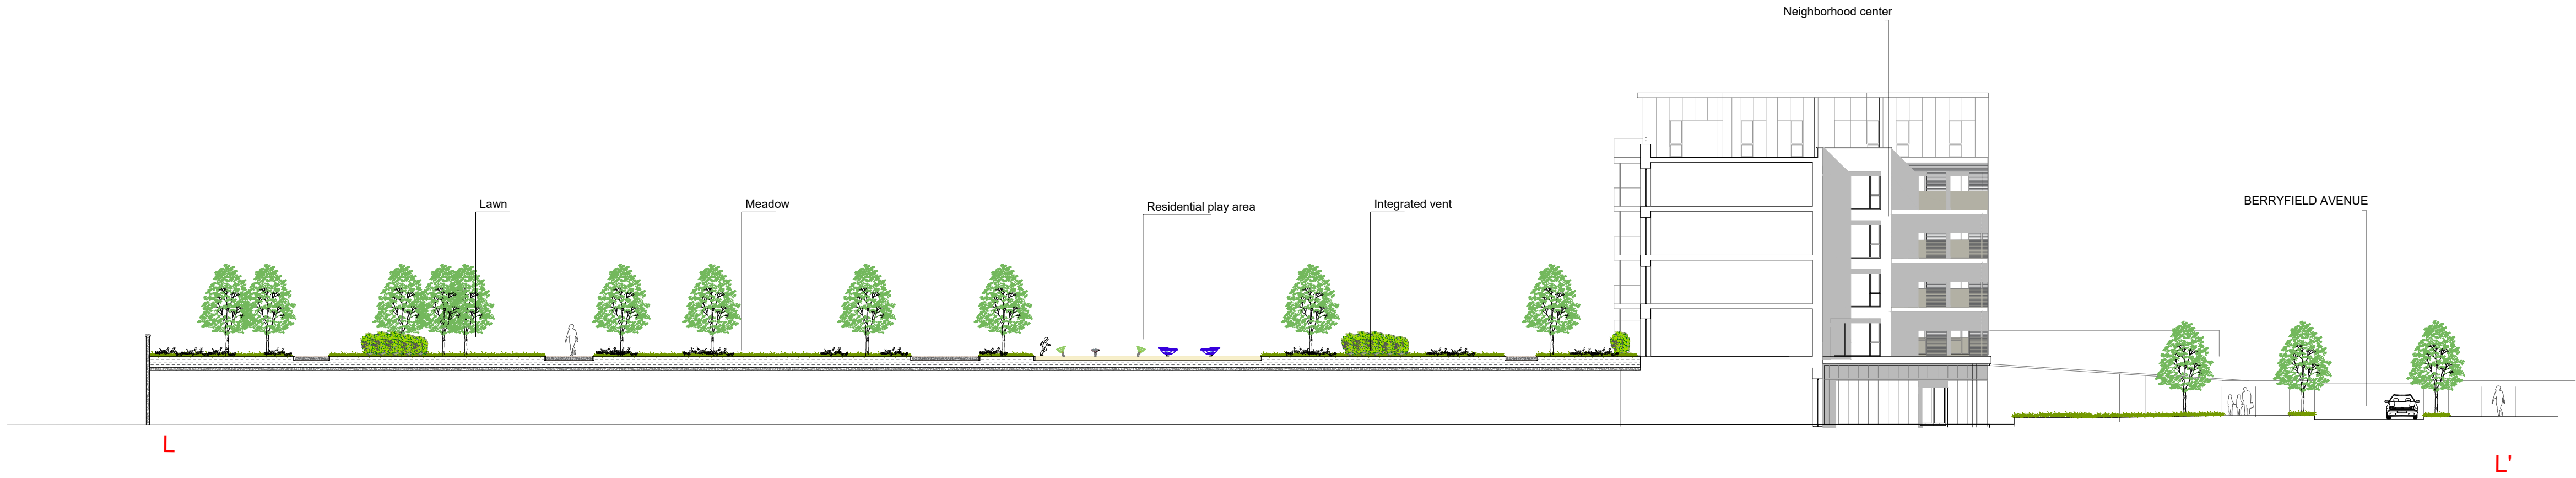 Neighborhood center
BERRYFIELD AVENUE
Lawn
Meadow
Residential play area
Integrated vent
L
L'